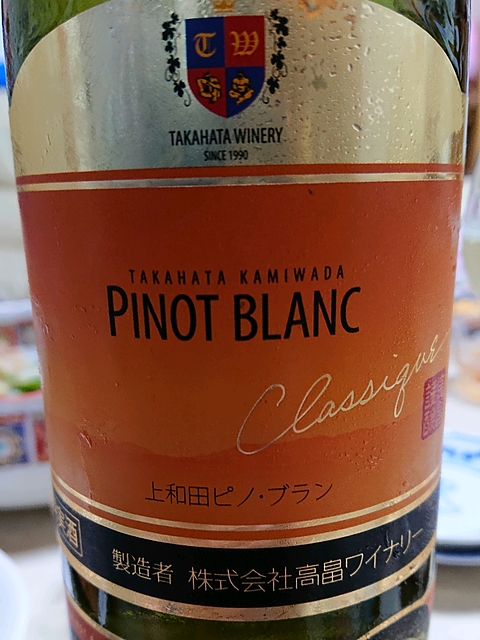 T W
TAKAHATA WINERY
SINCE 1990
TAKAHATA KAMIWADA
PINOT BLANC
Classique
上和田ピノ・ブラン
製造者 株式会社高畠ワイナリー